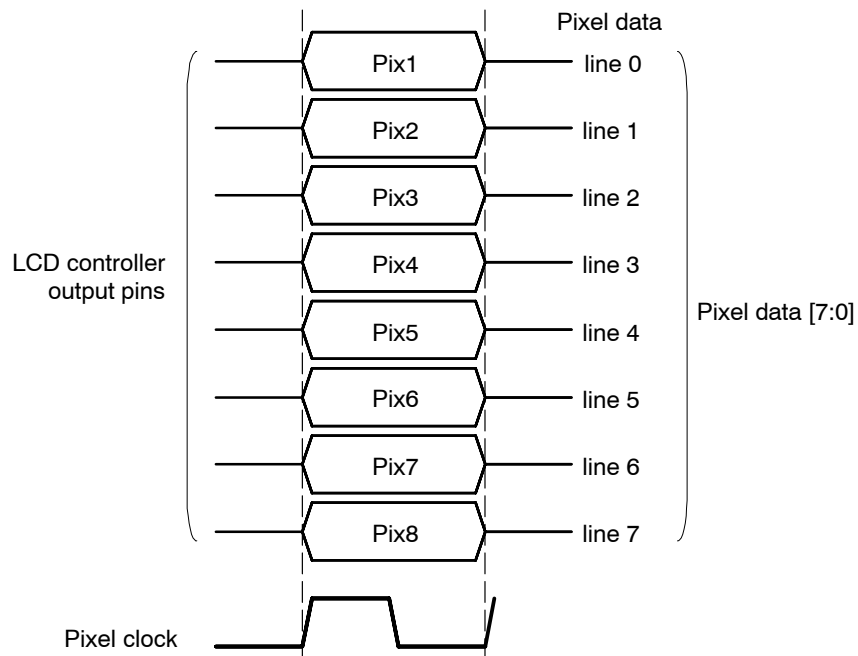 Pixel data
Pix1 line 0
Pix2 line 1
Pix3 line 2
Pix4 line 3
LCD controller
output pins
Pixel data [7:0]
Pix5 line 4
Pix6 line 5
Pix7 line 6
Pix8 line 7
Pixel clock